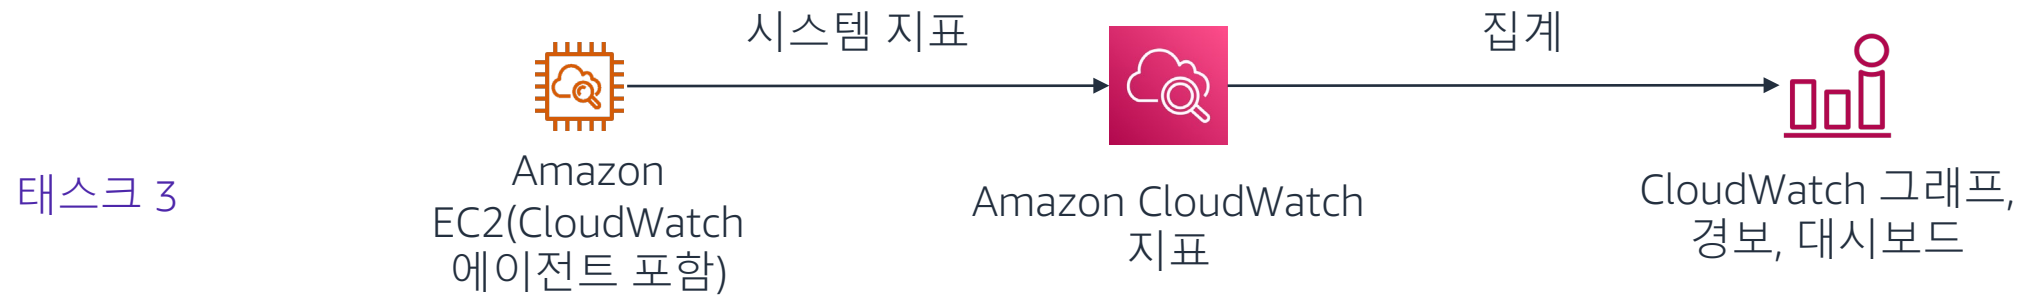 태스크 3
시스템 지표
집계
Amazon
EC2(CloudWatch
에이전트 포함)
Amazon CloudWatch
지표
CloudWatch 그래프,
경보, 대시보드